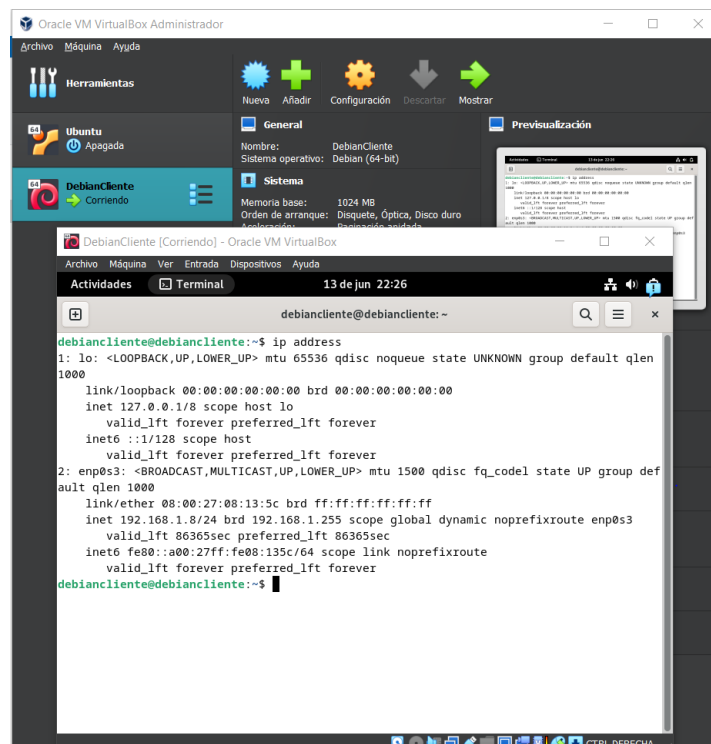 Oracle VM VirtualBox Administrador
Archivo Máquina Ayuda
Herramientas
Nueva Añadir Configuración Descartar Mostrar
64 Ubuntu
Apagada
64 DebianCliente
Corriendo
General
Nombre: DebianCliente
Sistema operativo: Debian (64-bit)
Sistema
Memoria base: 1024 MB
Orden de arranque: Disquete, Óptica, Disco duro
Aceleración: Paginación anidada
Previsualización
DebianCliente [Corriendo] - Oracle VM VirtualBox
Archivo Máquina Ver Entrada Dispositivos Ayuda
Actividades Terminal 13 de jun 22:26
debiancliente@debiancliente: ~
debiancliente@debiancliente:~$ ip address
1: lo: <LOOPBACK,UP,LOWER_UP> mtu 65536 qdisc noqueue state UNKNOWN group default qlen
1000
link/loopback 00:00:00:00:00:00 brd 00:00:00:00:00:00
inet 127.0.0.1/8 scope host lo
valid_lft forever preferred_lft forever
inet6 ::1/128 scope host
valid_lft forever preferred_lft forever
2: enp0s3: <BROADCAST,MULTICAST,UP,LOWER_UP> mtu 1500 qdisc fq_codel state UP group def
ault qlen 1000
link/ether 08:00:27:08:13:5c brd ff:ff:ff:ff:ff:ff
inet 192.168.1.8/24 brd 192.168.1.255 scope global dynamic noprefixroute enp0s3
valid_lft 86365sec preferred_lft 86365sec
inet6 fe80::a00:27ff:fe08:135c/64 scope link noprefixroute
valid_lft forever preferred_lft forever
debiancliente@debiancliente:~$
CTRL DERECHA